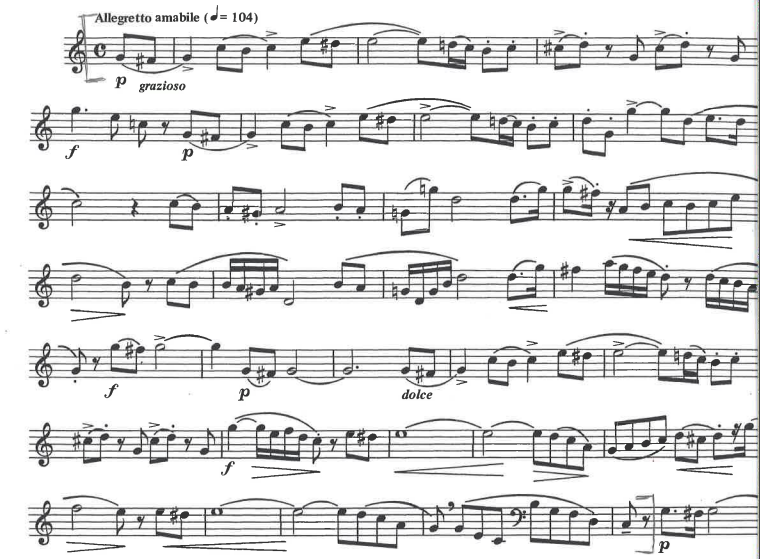 Allegretto amabile (♩= 104)
p grazioso
f p
f p dolce
f
p